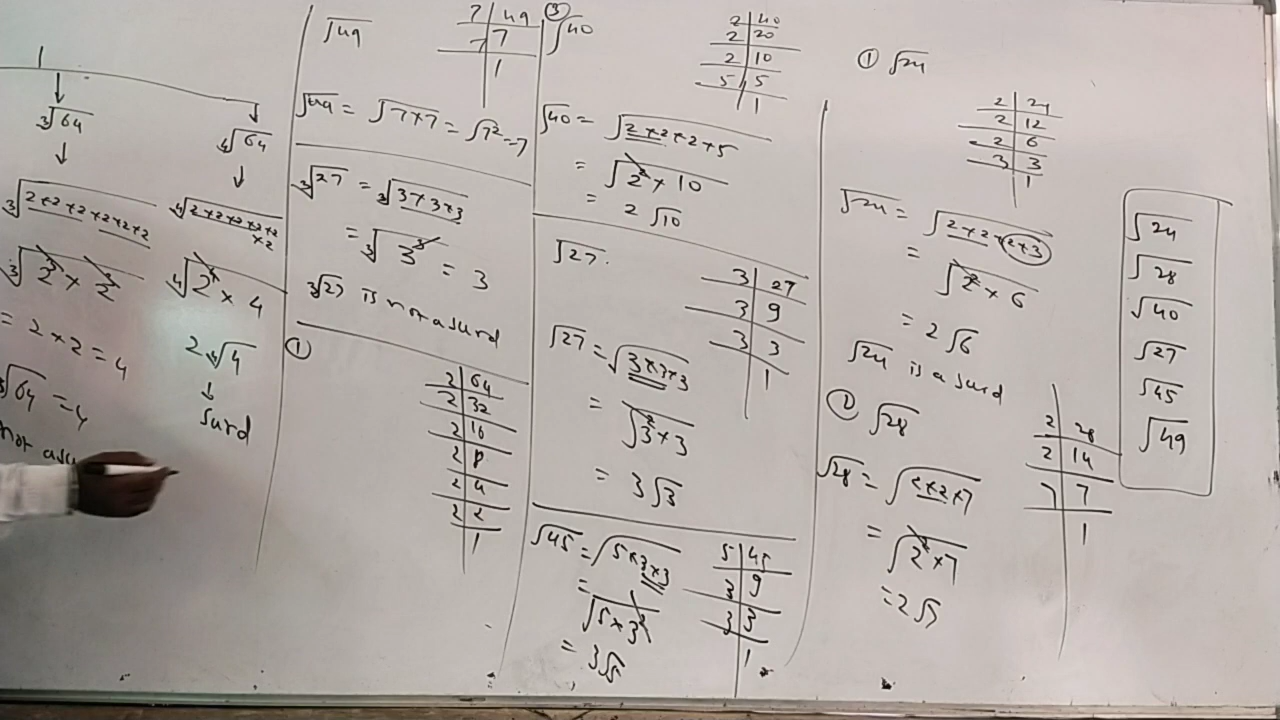 ∛64
∜64
∛2×2×2×2×2×2
∜2×2×2×2×2
×2
∛2³×2³
∜2⁴×4
= 2×2=4
2∜4
∛64 =4
Surd
not asu
√49
7 | 49
7 | 7
1
√49 = √7×7 = √7² = 7
∛27 = ∛3×3×3
= ∛3³ = 3
∛27 is not a surd
①
2 | 64
2 | 32
2 | 16
2 | 8
2 | 4
2 | 2
1
③ √40
2 | 40
2 | 20
2 | 10
5 | 5
1
√40 = √2×2×2×5
= √2²×10
= 2√10
√27.
3 | 27
3 | 9
3 | 3
1
√27 = √3×3×3
= √3²×3
= 3√3
√45 = √5×3×3
5 | 45
3 | 9
3 | 3
1
= √5×3²
= 3√5
① √24
2 | 24
2 | 12
2 | 6
3 | 3
1
√24 = √2×2×2×3
= √2²×6
= 2√6
√24 is a surd
② √28
2 | 28
2 | 14
7 | 7
1
√28 = √2×2×7
= √2²×7
= 2√7
√24
√28
√40
√27
√45
√49